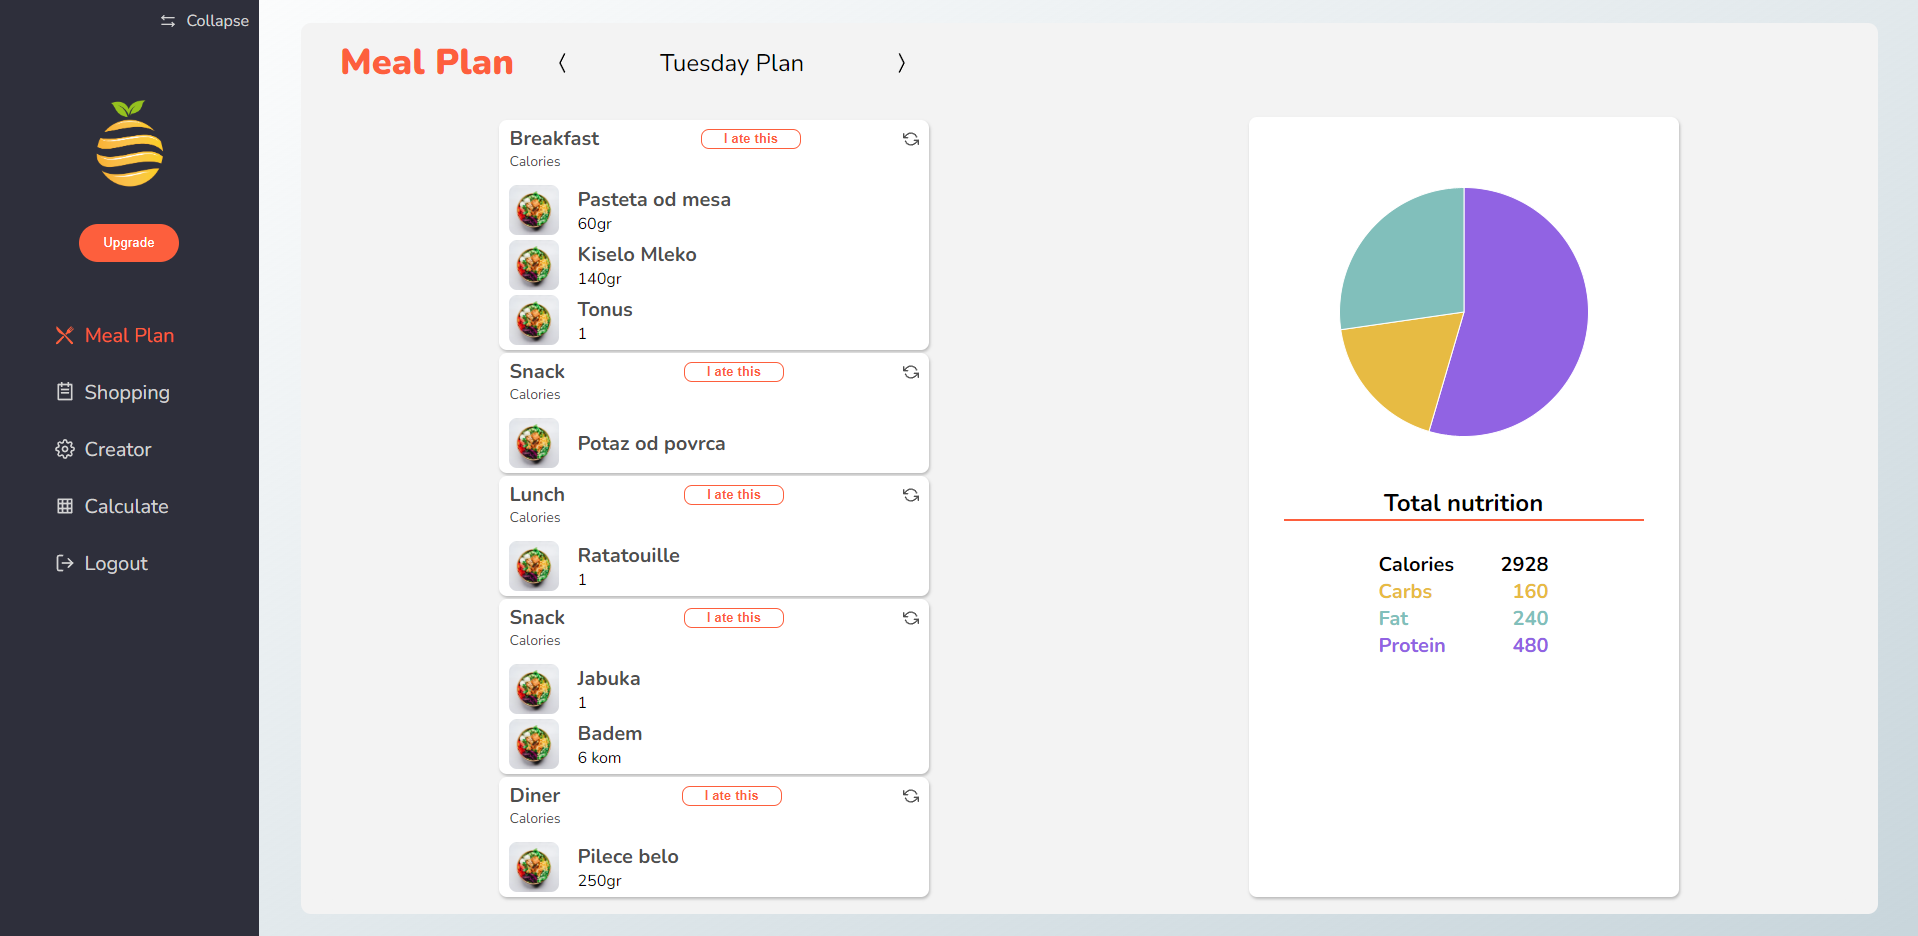 Collapse
Upgrade
Meal Plan
Shopping
Creator
Calculate
Logout
Meal Plan
Tuesday Plan
Breakfast
I ate this
Calories
Pasteta od mesa
60gr
Kiselo Mleko
140gr
Tonus
1
Snack
I ate this
Calories
Potaz od povrca
Lunch
I ate this
Calories
Ratatouille
1
Snack
I ate this
Calories
Jabuka
1
Badem
6 kom
Diner
I ate this
Calories
Pilece belo
250gr
Total nutrition
Calories 2928
Carbs 160
Fat 240
Protein 480